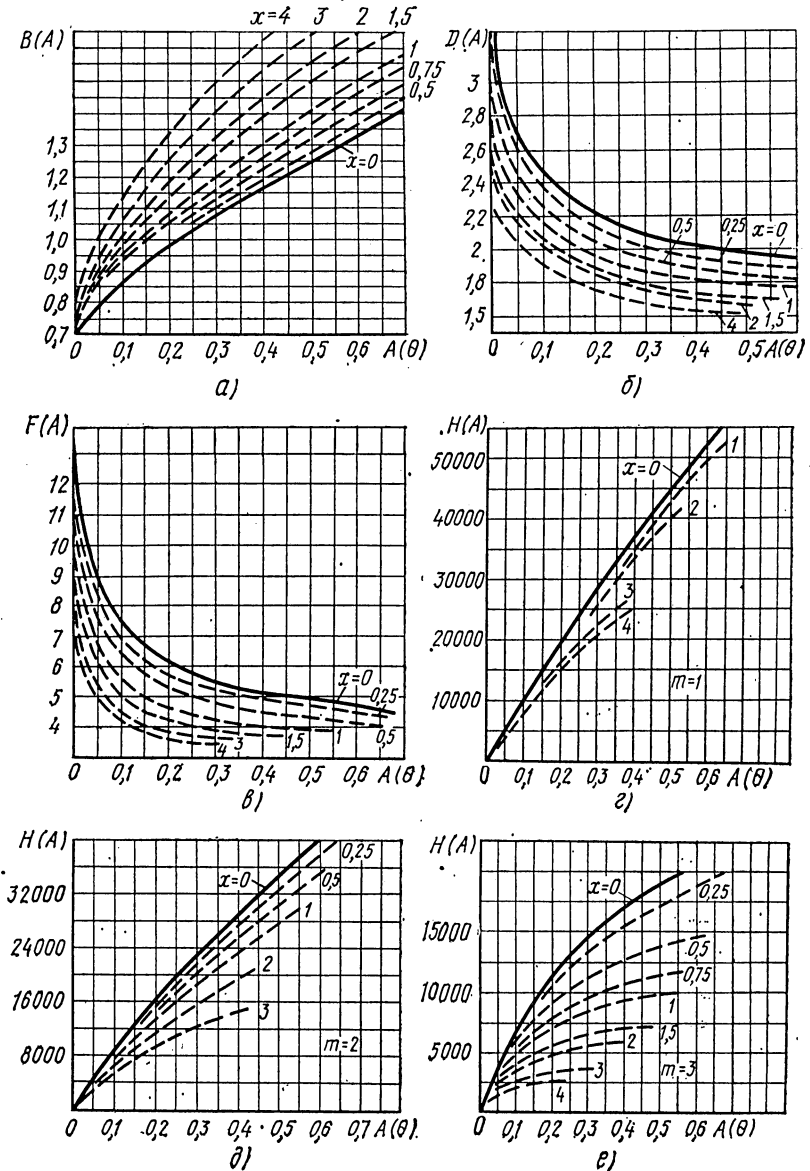 x=4 3 2 1,5
B(A)
1
0,75
0,5
x=0
1,3
1,2
1,1
1,0
0,9
0,8
0,7
0 0,1 0,2 0,3 0,4 0,5 0,6 A(θ)
а)
D(A)
3
2,8
2,6
2,4
2,2
2
1,8
1,5
0,5 0,25 x=0
4 2 1,5 1
0 0,1 0,2 0,3 0,4 0,5 A(θ)
б)
F(A)
12
11
10
9
8
7
6
5
4
x=0
0,25
4 3 1,5 1 0,5
0 0,1 0,2 0,3 0,4 0,5 0,6 A(θ)
в)
H(A)
50000
40000
30000
20000
10000
x=0
1
2
3
4
m=1
0 0,1 0,2 0,3 0,4 0,5 0,6 A(θ)
г)
H(A)
32000
24000
16000
8000
x=0
0,25
0,5
1
2
3
m=2
0 0,1 0,2 0,3 0,4 0,5 0,6 0,7 A(θ)
д)
H(A)
15000
10000
5000
x=0
0,25
0,5
0,75
1
1,5
2
3
4
m=3
0 0,1 0,2 0,3 0,4 0,5 0,6 A(θ)
е)